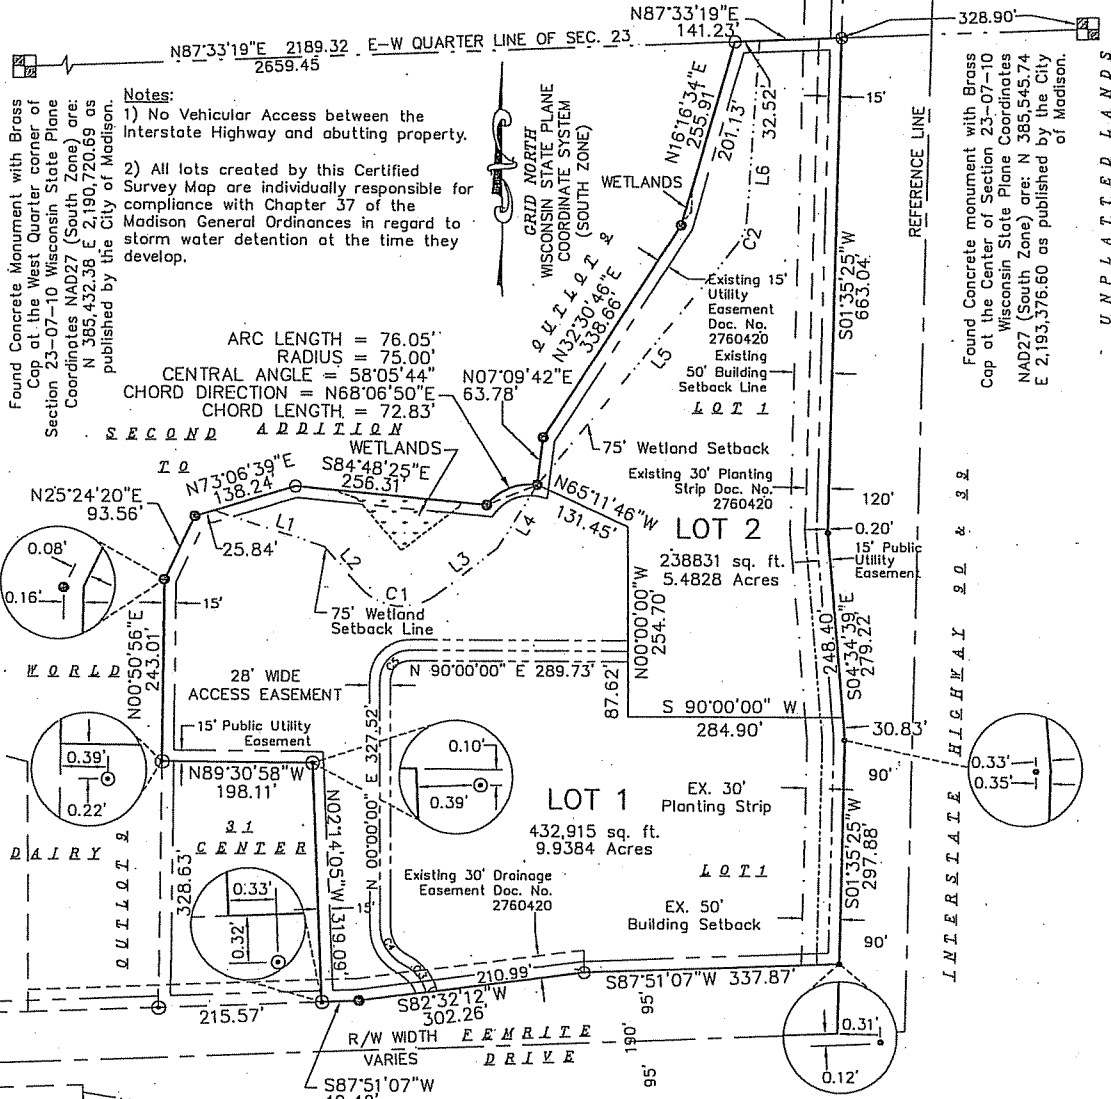 N87°33'19"E 2189.32 E-W QUARTER LINE OF SEC. 23
2659.45
N87°33'19"E
141.23'
328.90'
Found Concrete Monument with Brass
Cap at the West Quarter corner of
Section 23-07-10 Wisconsin State Plane
Coordinates NAD27 (South Zone) are:
N 385,432.38 E 2,190,720.69 as
published by the City of Madison.
Notes:
1) No Vehicular Access between the
Interstate Highway and abutting property.
2) All lots created by this Certified
Survey Map are individually responsible for
compliance with Chapter 37 of the
Madison General Ordinances in regard to
storm water detention at the time they
develop.
GRID NORTH
WISCONSIN STATE PLANE
COORDINATE SYSTEM
(SOUTH ZONE)
N16°16'34"E
255.91'
201.13'
32.52'
L6
C2
15'
REFERENCE LINE
Found Concrete monument with Brass
Cap at the Center of Section 23-07-10
Wisconsin State Plane Coordinates
NAD27 (South Zone) are: N 385,545.74
E 2,193,376.60 as published by the City
of Madison.
UNPLATTED LANDS
WETLANDS
S01°35'25"W
663.04'
OUTLOT 2
N32°30'46"E
338.66'
L5
Existing 15'
Utility
Easement
Doc. No.
2760420
Existing
50' Building
Setback Line
LOT 1
ARC LENGTH = 76.05'
RADIUS = 75.00'
CENTRAL ANGLE = 58°05'44"
CHORD DIRECTION = N68°06'50"E
CHORD LENGTH = 72.83'
N07°09'42"E
63.78'
SECOND ADDITION
TO
WETLANDS
75' Wetland Setback
S84°48'25"E
256.31'
N73°06'39"E
138.24'
N25°24'20"E
93.56'
Existing 30' Planting
Strip Doc. No.
2760420
N65°11'46"W
131.45'
LOT 2
238831 sq. ft.
5.4828 Acres
120'
0.20'
15' Public
Utility
Easement
25.84'
L1
L2
C1
L3
L4
0.08'
0.16'
15'
75' Wetland
Setback Line
N00°50'56"E
243.01'
N00°00'00"W
254.70'
248.40'
S04°34'39"E
279.22'
WORLD
28' WIDE
ACCESS EASEMENT
C5
N 90°00'00" E 289.73'
87.62'
S 90°00'00" W
284.90'
30.83'
15' Public Utility
Easement
0.39'
0.22'
N89°30'58"W
198.11'
0.10'
0.39'
0.33'
0.35'
N 00°00'00" E 327.52'
LOT 1
432,915 sq. ft.
9.9384 Acres
EX. 30'
Planting Strip
90'
INTERSTATE HIGHWAY 90 & 39
DAIRY
31
CENTER
OUTLOT 9
328.63'
N02°14'05"W 319.09'
Existing 30' Drainage
Easement Doc. No.
2760420
LOT1
EX. 50'
Building Setback
S01°35'25"W
297.88'
0.33'
0.32'
15'
90'
C4
C3
210.99'
S87°51'07"W 337.87'
S82°32'12"W
302.26'
215.57'
95'
190'
95'
R/W WIDTH
VARIES
FEMRITE
DRIVE
0.31'
0.12'
S87°51'07"W